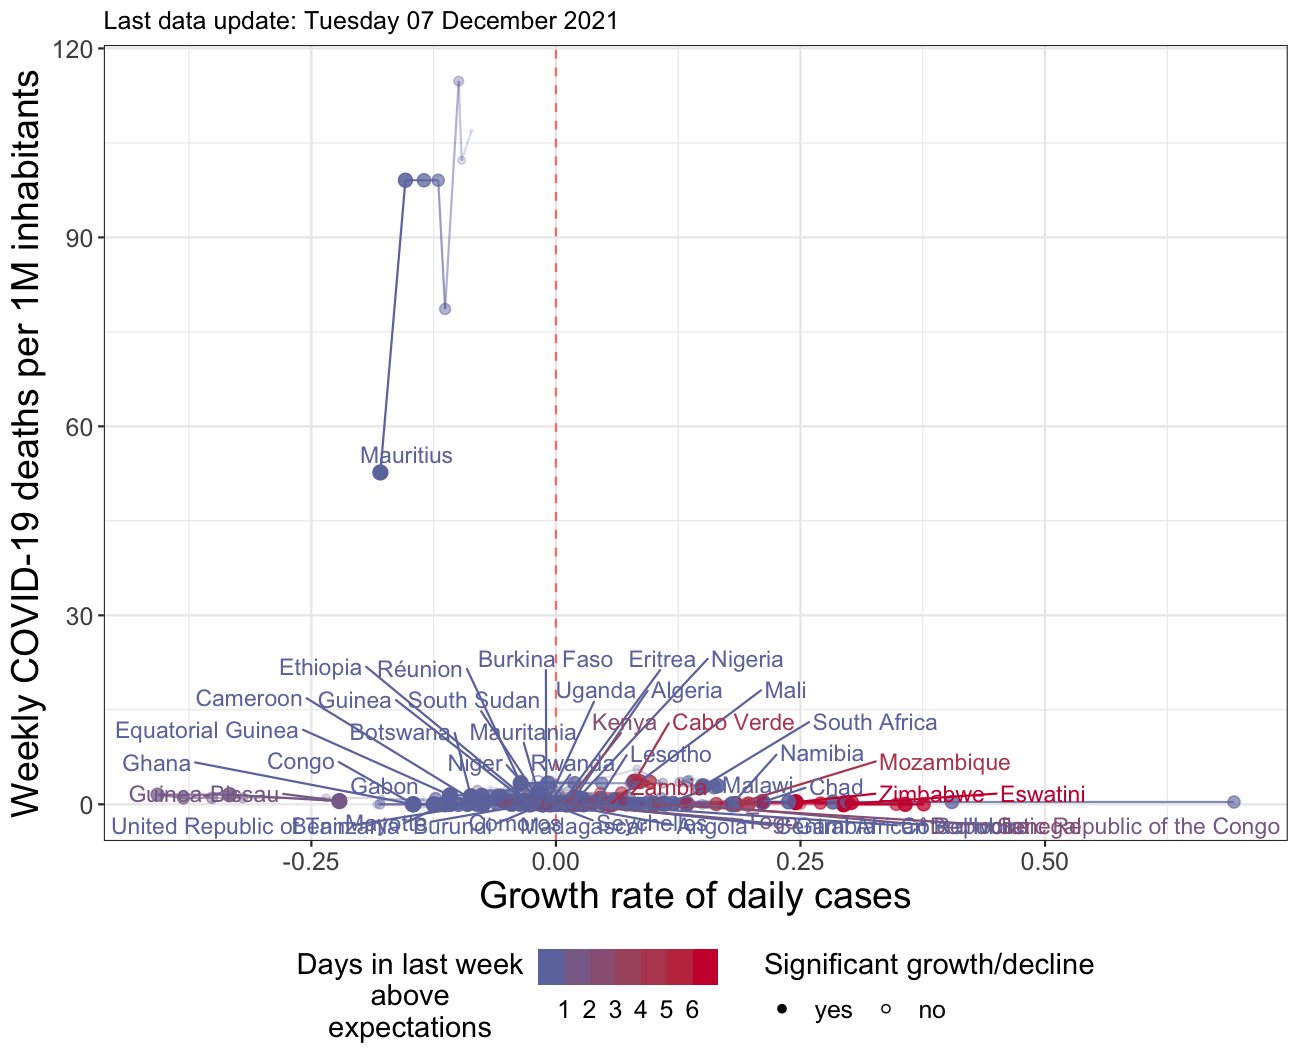 Last data update: Tuesday 07 December 2021
Weekly COVID-19 deaths per 1M inhabitants
120
90
60
30
0
Mauritius
Ethiopia
Réunion
Burkina Faso
Eritrea
Nigeria
Cameroon
Guinea
South Sudan
Uganda
Algeria
Mali
Equatorial Guinea
Botswana
Mauritania
Kenya
Cabo Verde
South Africa
Ghana
Congo
Niger
Rwanda
Lesotho
Namibia
Mozambique
Guinea-Bissau
Gabon
Zambia
Malawi
Chad
Zimbabwe
Eswatini
United Republic of Tanzania
Mayotte
Burundi
Comoros
Madagascar
Seychelles
Angola
Senegal
-0.25
0.00
0.25
0.50
Growth rate of daily cases
Days in last week
above
expectations
1 2 3 4 5 6
Significant growth/decline
yes
no